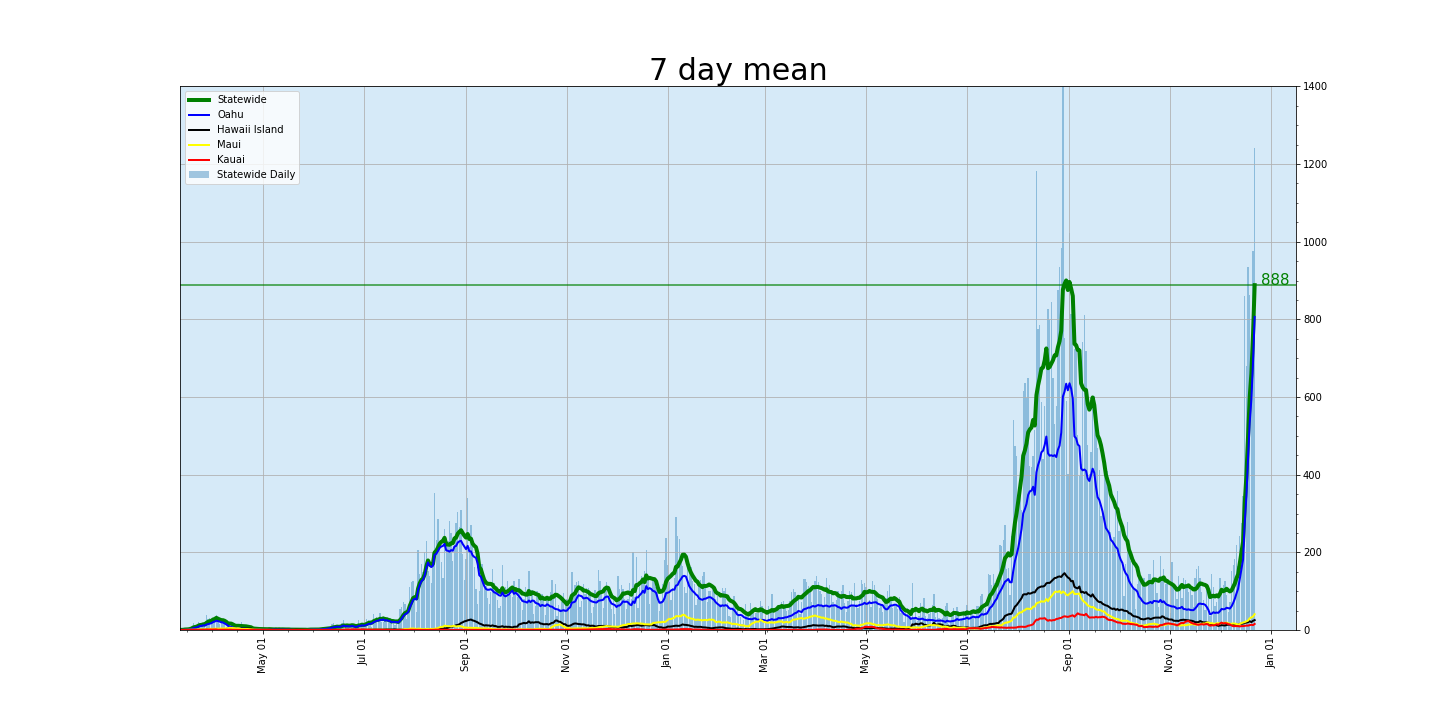 7 day mean
Statewide
Oahu
Hawaii Island
Maui
Kauai
Statewide Daily
1400
1200
1000
888
800
600
400
200
0
May 01
Jul 01
Sep 01
Nov 01
Jan 01
Mar 01
May 01
Jul 01
Sep 01
Nov 01
Jan 01